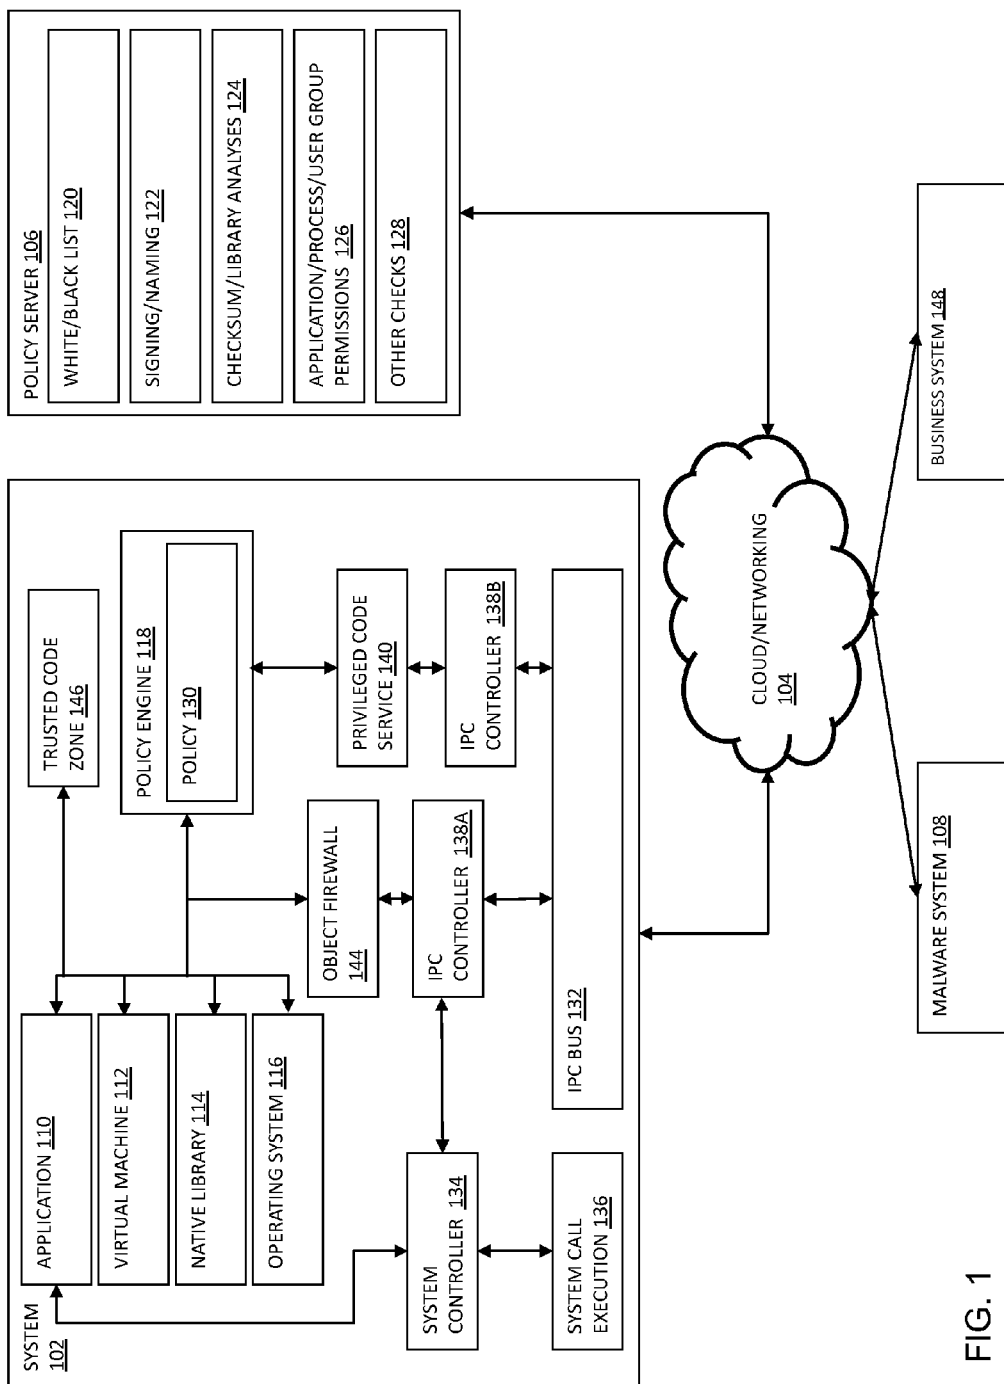 SYSTEM
102
APPLICATION 110
VIRTUAL MACHINE 112
NATIVE LIBRARY 114
OPERATING SYSTEM 116
TRUSTED CODE
ZONE 146
POLICY ENGINE 118
POLICY 130
OBJECT FIREWALL
144
PRIVILEGED CODE
SERVICE 140
SYSTEM
CONTROLLER 134
IPC
CONTROLLER 138A
IPC
CONTROLLER 138B
SYSTEM CALL
EXECUTION 136
IPC BUS 132
POLICY SERVER 106
WHITE/BLACK LIST 120
SIGNING/NAMING 122
CHECKSUM/LIBRARY ANALYSES 124
APPLICATION/PROCESS/USER GROUP
PERMISSIONS 126
OTHER CHECKS 128
CLOUD/NETWORKING
104
MALWARE SYSTEM 108
BUSINESS SYSTEM 148
FIG. 1